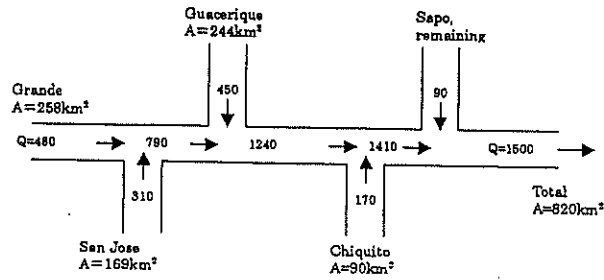 Guacerique
A=244km²
Sapo,
remaining
Grande
A=258km²
450
90
Q=480
790
1240
1410
Q=1500
310
170
Total
A=820km²
San Jose
A=169km²
Chiquito
A=90km²